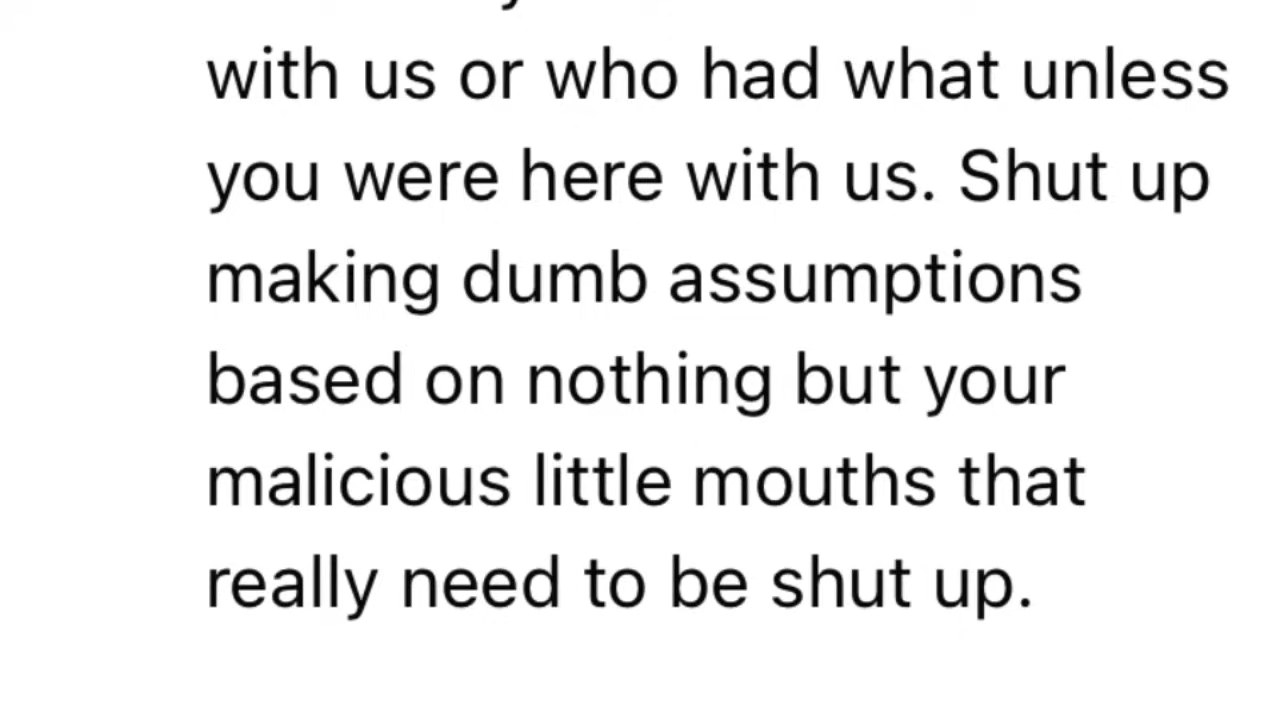 with us or who had what unless
you were here with us. Shut up
making dumb assumptions
based on nothing but your
malicious little mouths that
really need to be shut up.